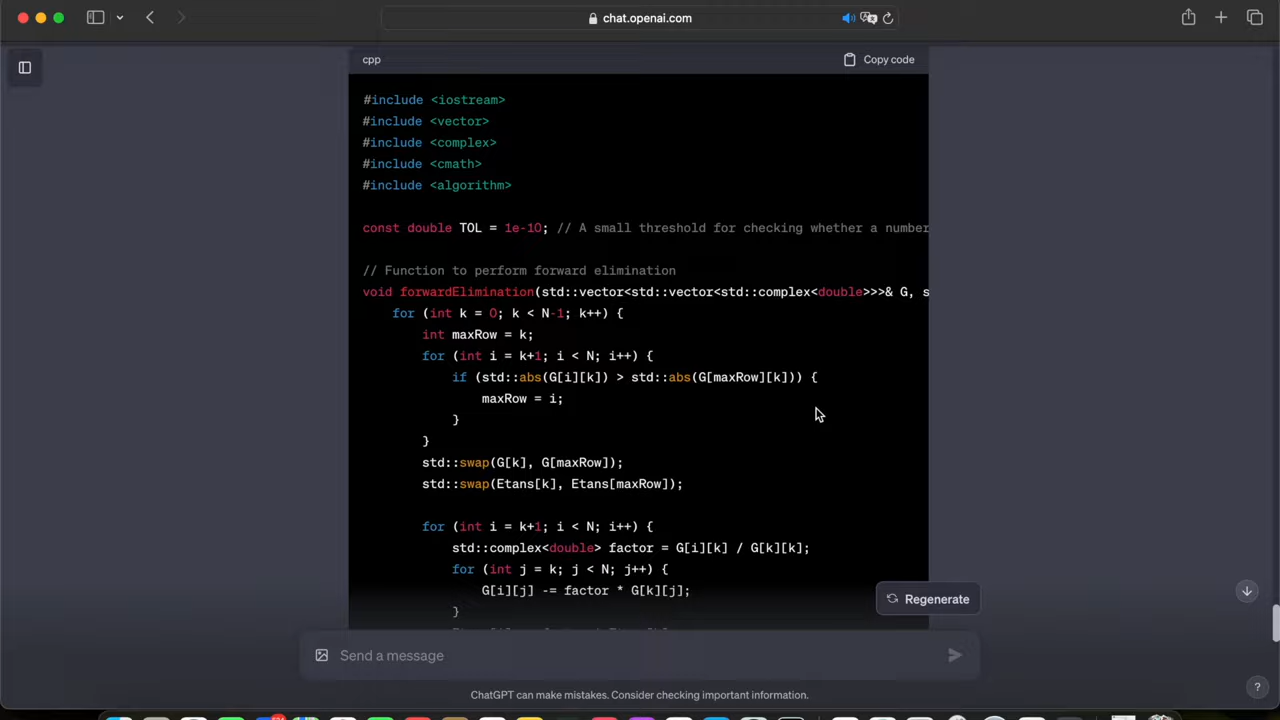 chat.openai.com
cpp
Copy code
#include <iostream>
#include <vector>
#include <complex>
#include <cmath>
#include <algorithm>
const double TOL = 1e-10; // A small threshold for checking whether a number
// Function to perform forward elimination
void forwardElimination(std::vector<std::vector<std::complex<double>>>& G, s
for (int k = 0; k < N-1; k++) {
int maxRow = k;
for (int i = k+1; i < N; i++) {
if (std::abs(G[i][k]) > std::abs(G[maxRow][k])) {
maxRow = i;
}
}
std::swap(G[k], G[maxRow]);
std::swap(Etans[k], Etans[maxRow]);
for (int i = k+1; i < N; i++) {
std::complex<double> factor = G[i][k] / G[k][k];
for (int j = k; j < N; j++) {
G[i][j] -= factor * G[k][j];
}
Regenerate
Send a message
ChatGPT can make mistakes. Consider checking important information.
?